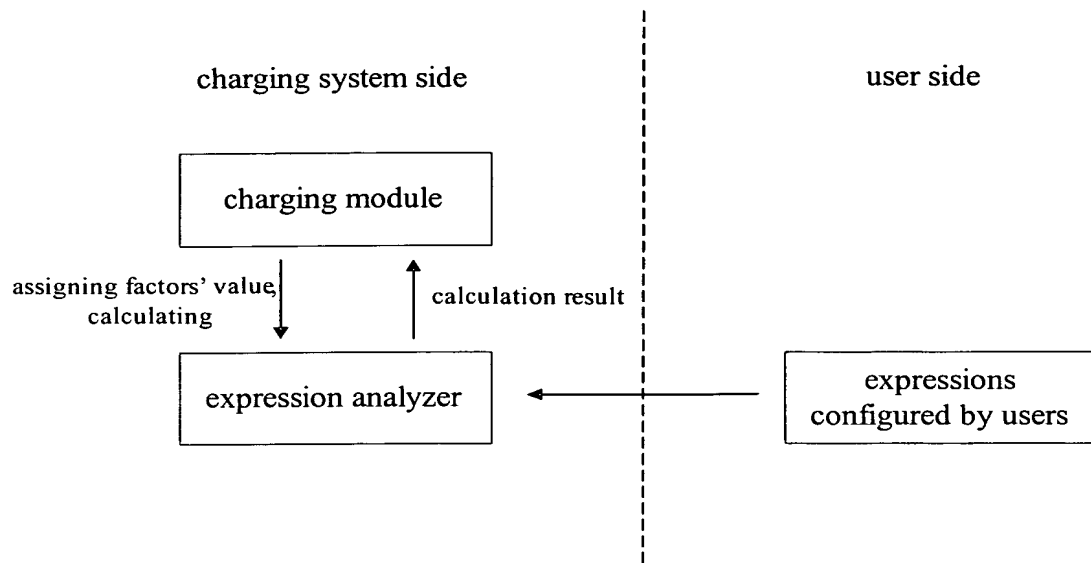 charging system side
user side
charging module
assigning factors' value,
calculating
calculation result
expression analyzer
expressions
configured by users